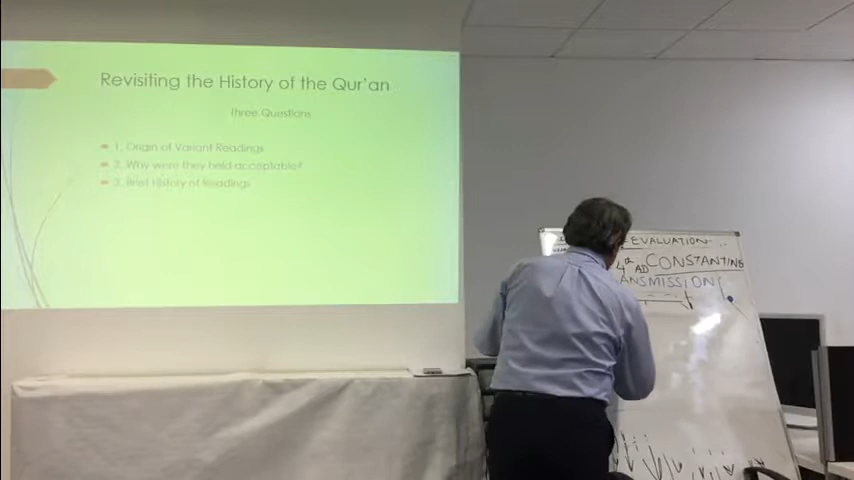 Revisiting the History of the Qur'an
Three Questions
1. Origin of Variant Readings
2. Why were they held acceptable?
3. Brief History of Readings
EVALUATION
4th AD CONSTANTINE
ANSMISSION